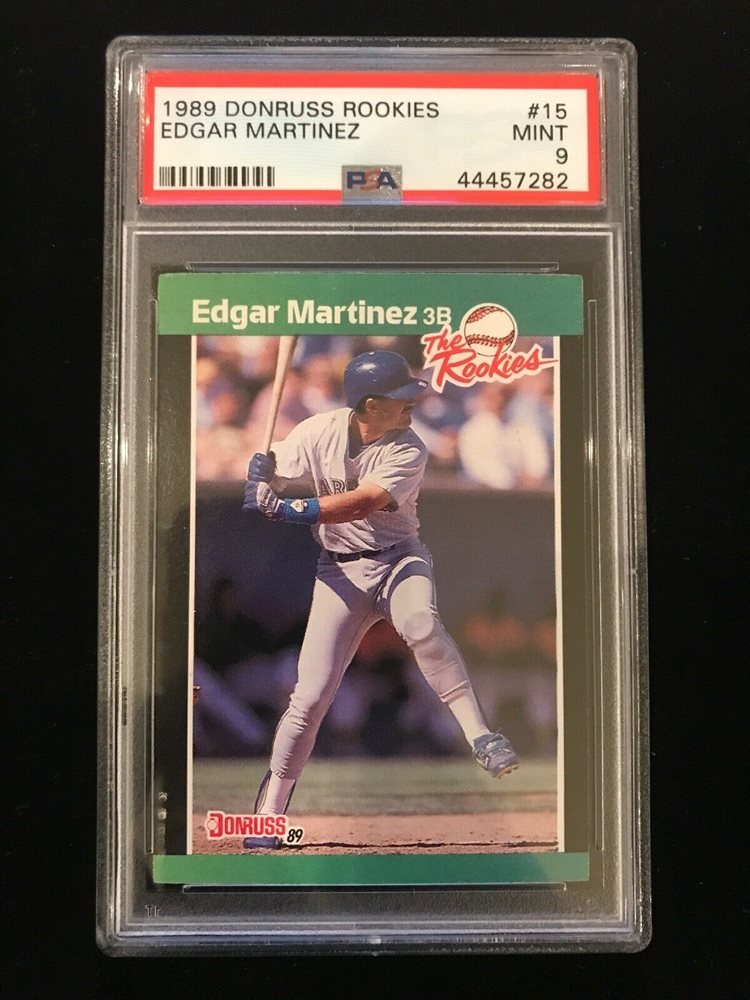 1989 DONRUSS ROOKIES #15
EDGAR MARTINEZ MINT
9
PSA 44457282
Edgar Martinez 3B
The
Rookies
DONRUSS 89